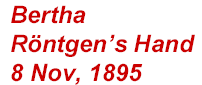 Bertha
Röntgen’s Hand
8 Nov, 1895